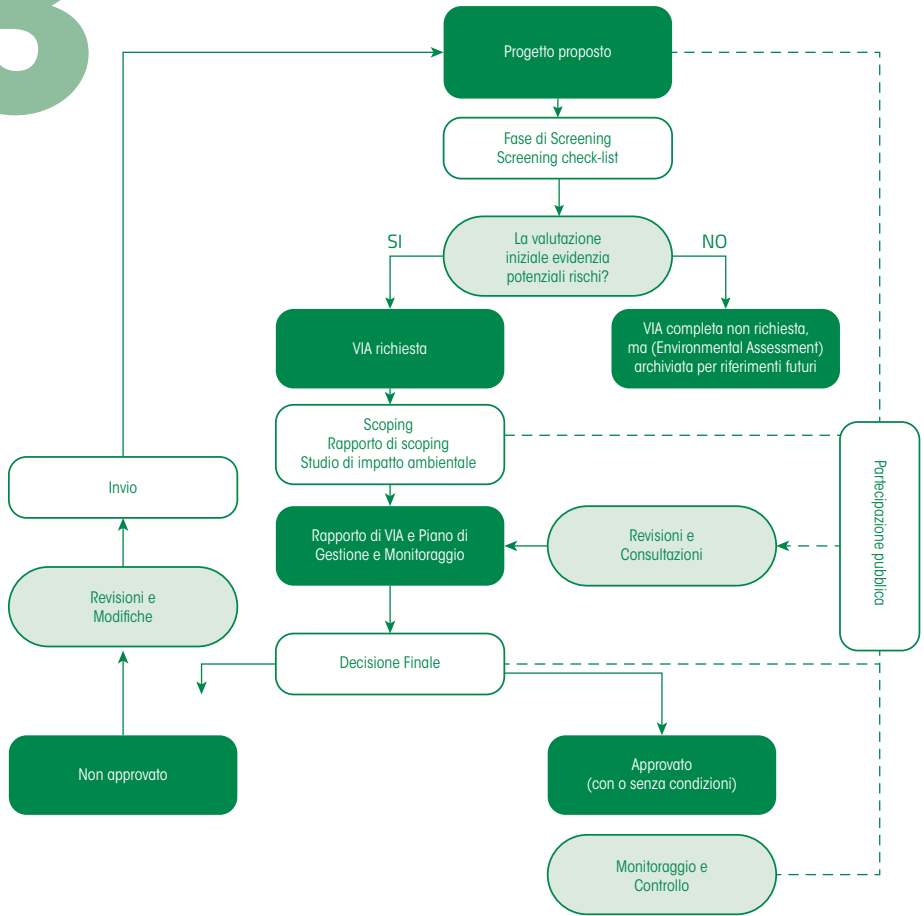 3
Progetto proposto
Fase di Screening
Screening check-list
La valutazione
iniziale evidenzia
potenziali rischi?
SI
NO
VIA richiesta
VIA completa non richiesta,
ma (Environmental Assessment)
archiviata per riferimenti futuri
Scoping
Rapporto di scoping
Studio di impatto ambientale
Partecipazione pubblica
Invio
Rapporto di VIA e Piano di
Gestione e Monitoraggio
Revisioni e
Consultazioni
Revisioni e
Modifiche
Decisione Finale
Non approvato
Approvato
(con o senza condizioni)
Monitoraggio e
Controllo